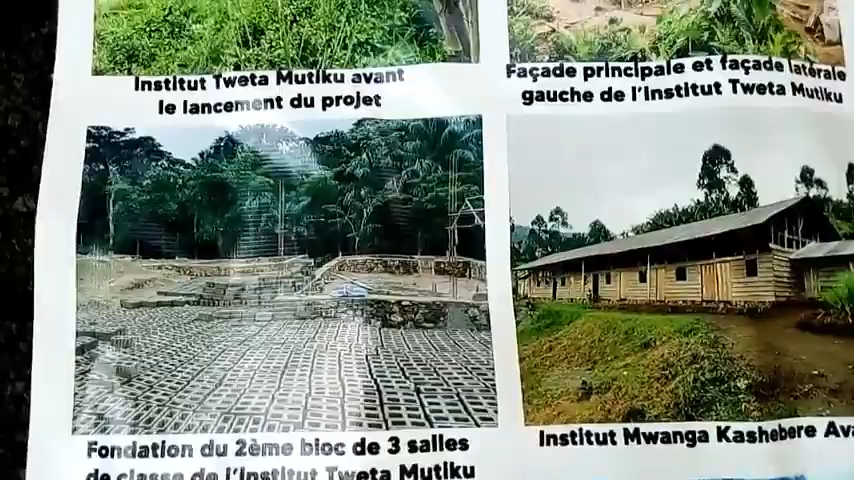 Institut Tweta Mutiku avant
le lancement du projet
Façade principale et façade latérale
gauche de l'Institut Tweta Mutiku
Fondation du 2ème bloc de 3 salles
de classe de l'Institut Tweta Mutiku
Institut Mwanga Kashebere